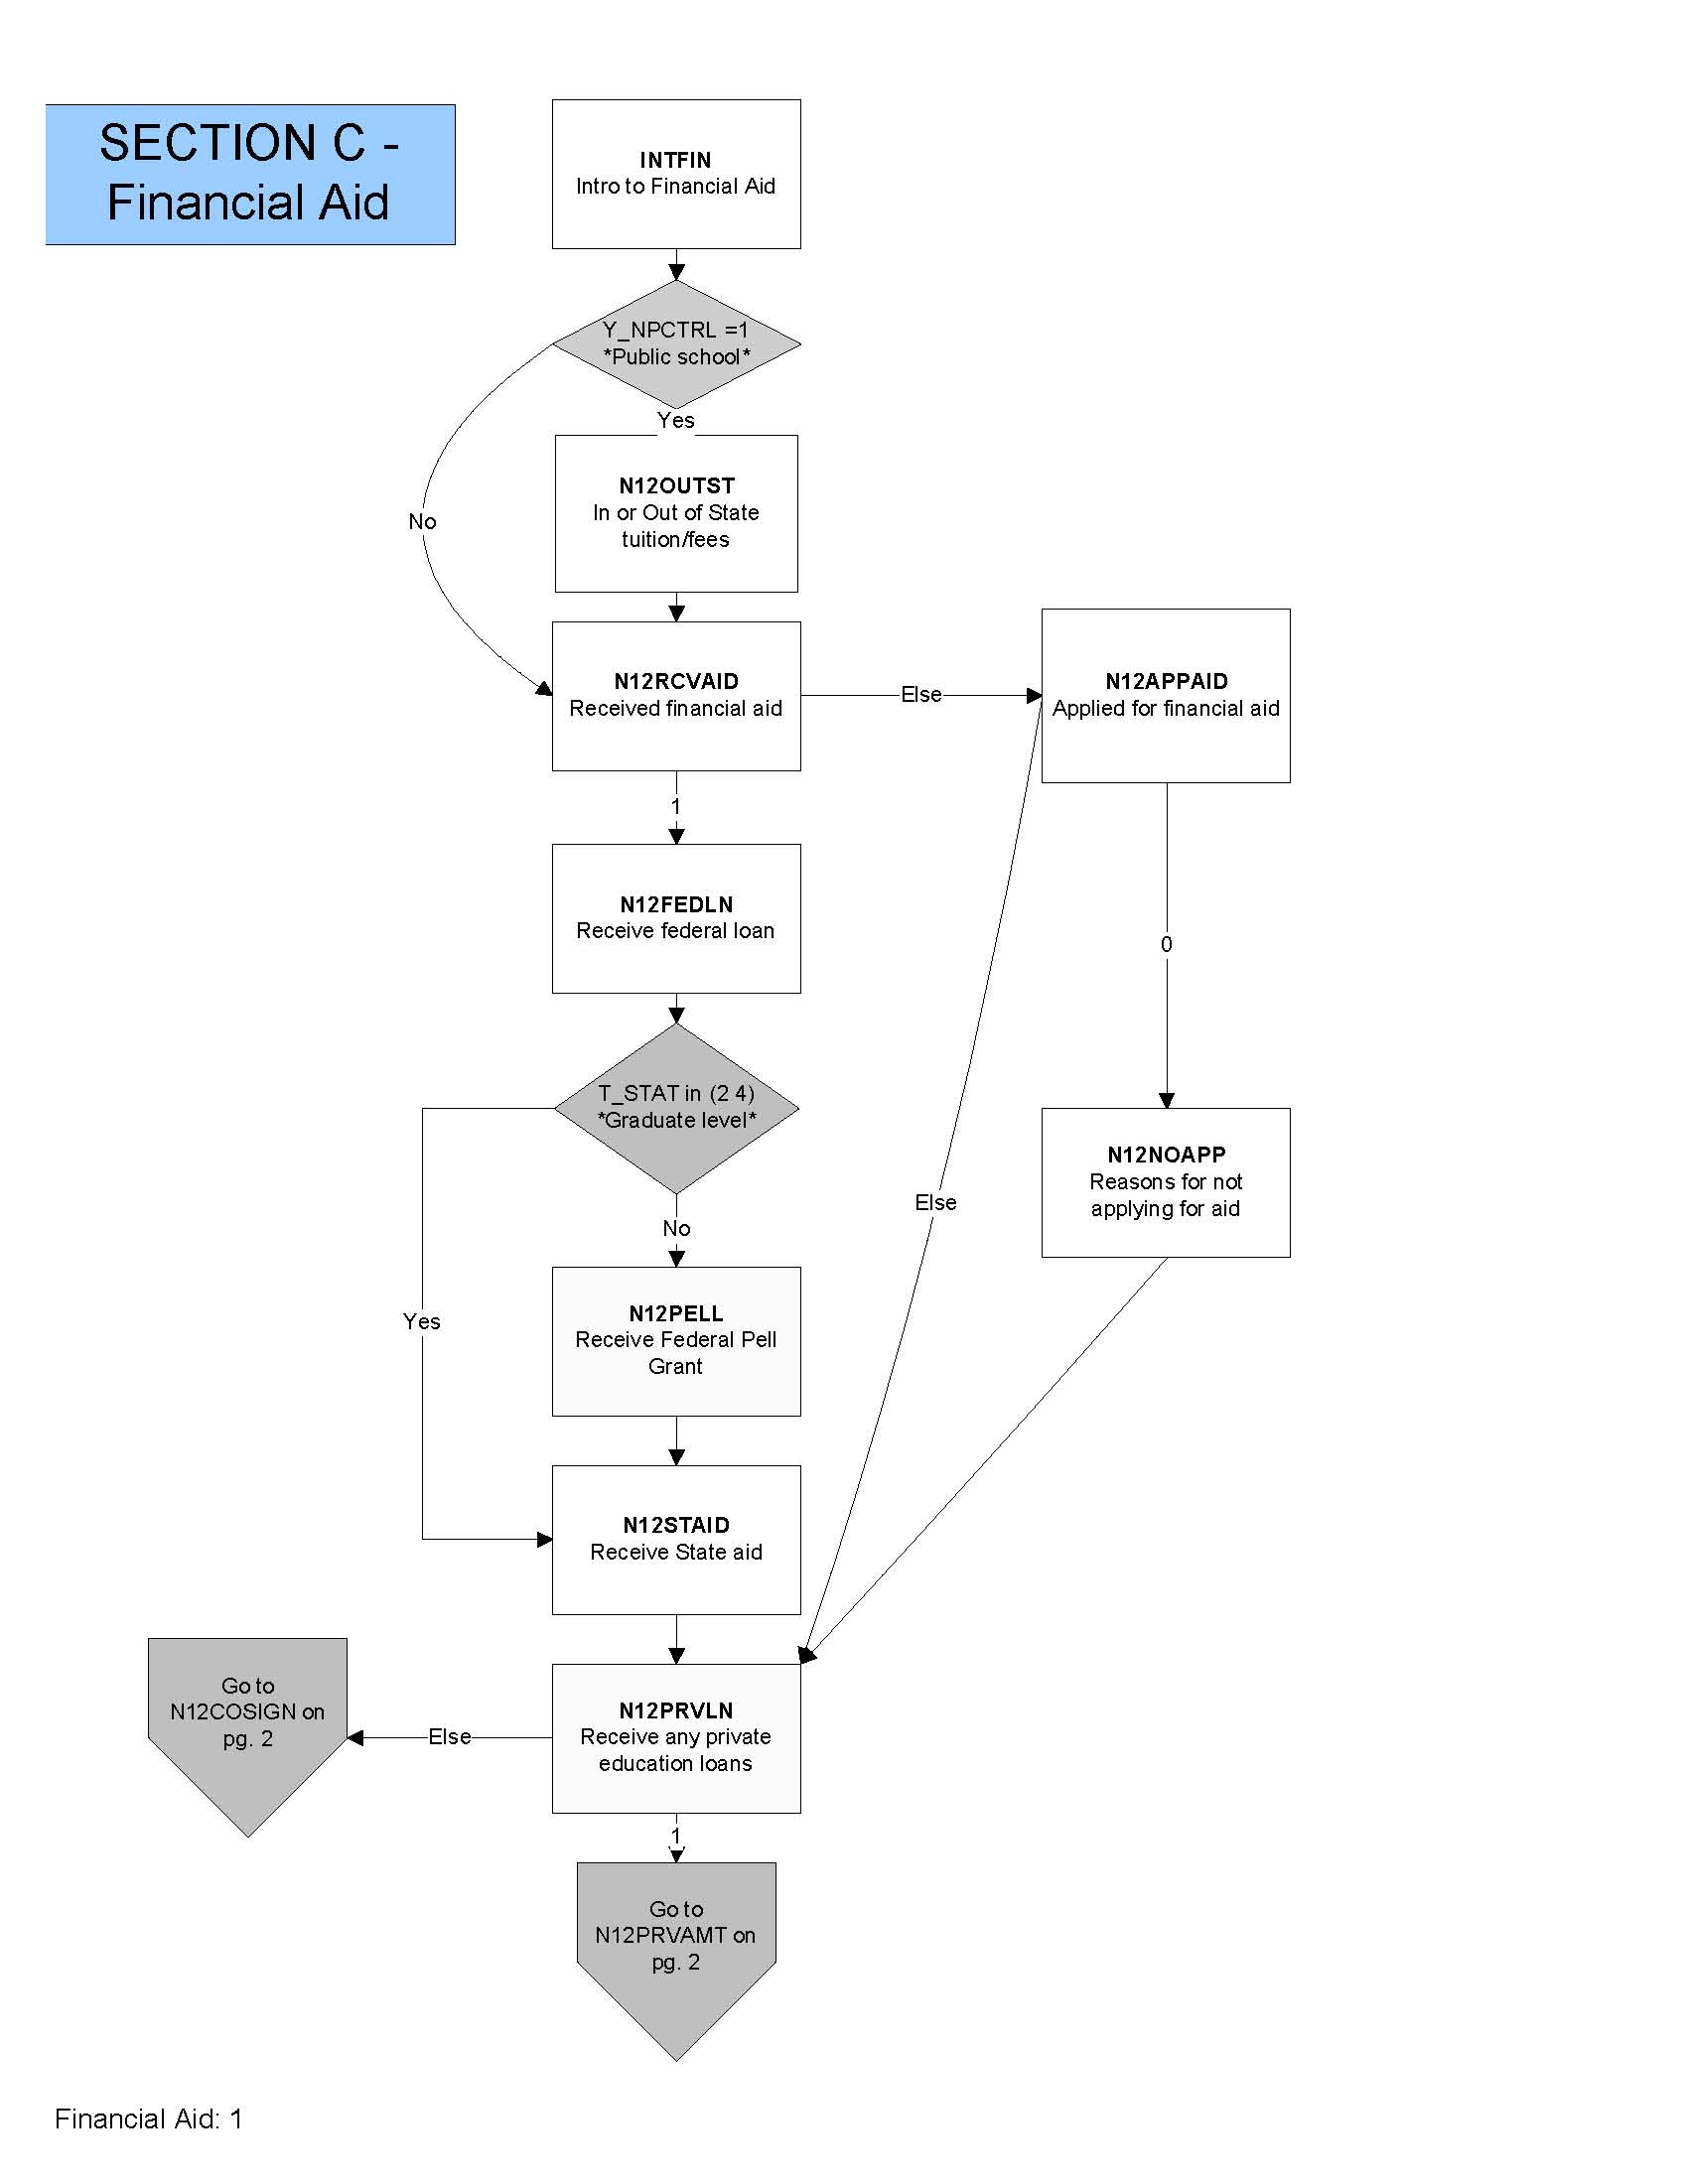 SECTION C -
Financial Aid
INTFIN
Intro to Financial Aid
Y_NPCTRL =1
*Public school*
Yes
N12OUTST
In or Out of State
tuition/fees
No
N12RCVAID
Received financial aid
Else
N12APPAID
Applied for financial aid
1
N12FEDLN
Receive federal loan
0
T_STAT in (2 4)
*Graduate level*
N12NOAPP
Reasons for not
applying for aid
Else
No
Yes
N12PELL
Receive Federal Pell
Grant
N12STAID
Receive State aid
Go to
N12COSIGN on
pg. 2
Else
N12PRVLN
Receive any private
education loans
1
Go to
N12PRVAMT on
pg. 2
Financial Aid: 1